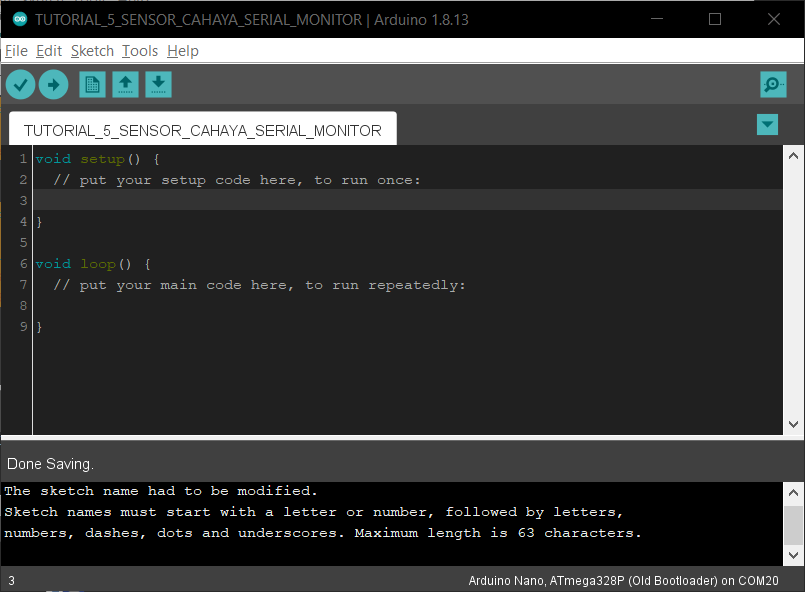 TUTORIAL_5_SENSOR_CAHAYA_SERIAL_MONITOR | Arduino 1.8.13
File Edit Sketch Tools Help
TUTORIAL_5_SENSOR_CAHAYA_SERIAL_MONITOR
1 void setup() {
2   // put your setup code here, to run once:
3
4 }
5
6 void loop() {
7   // put your main code here, to run repeatedly:
8
9 }
Done Saving.
The sketch name had to be modified.
Sketch names must start with a letter or number, followed by letters,
numbers, dashes, dots and underscores. Maximum length is 63 characters.
3 Arduino Nano, ATmega328P (Old Bootloader) on COM20